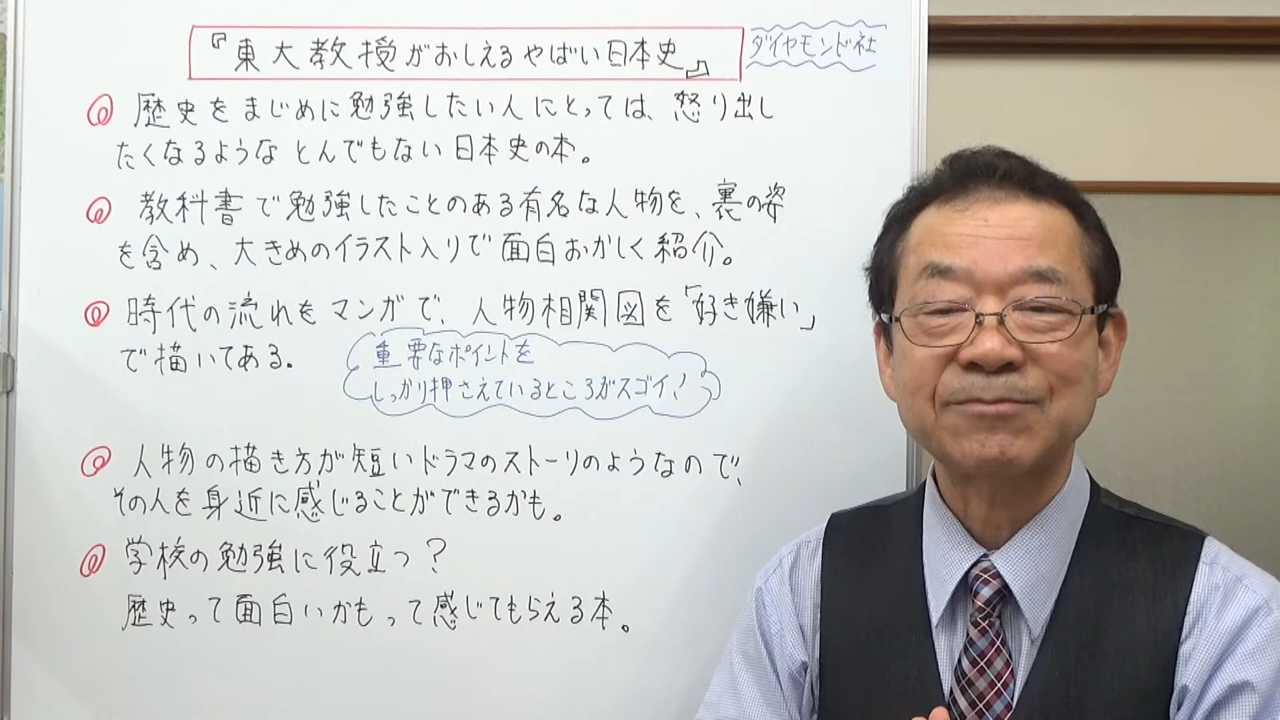 『東大教授がおしえるやばい日本史』
ダイヤモンド社
◎ 歴史をまじめに勉強したい人にとっては、怒り出し
たくなるような とんでもない日本史の本。
◎ 教科書で勉強したことのある有名な人物を、裏の姿
を含め、大きめのイラスト入りで面白おかしく紹介。
◎ 時代の流れをマンガで、人物相関図を「好き嫌い」
で描いてある。
重要なポイントを
しっかり押さえているところがスゴイ!
◎ 人物の描き方が短いドラマのストーリのようなので、
その人を身近に感じることができるかも。
◎ 学校の勉強に役立つ?
歴史って面白いかもって感じてもらえる本。